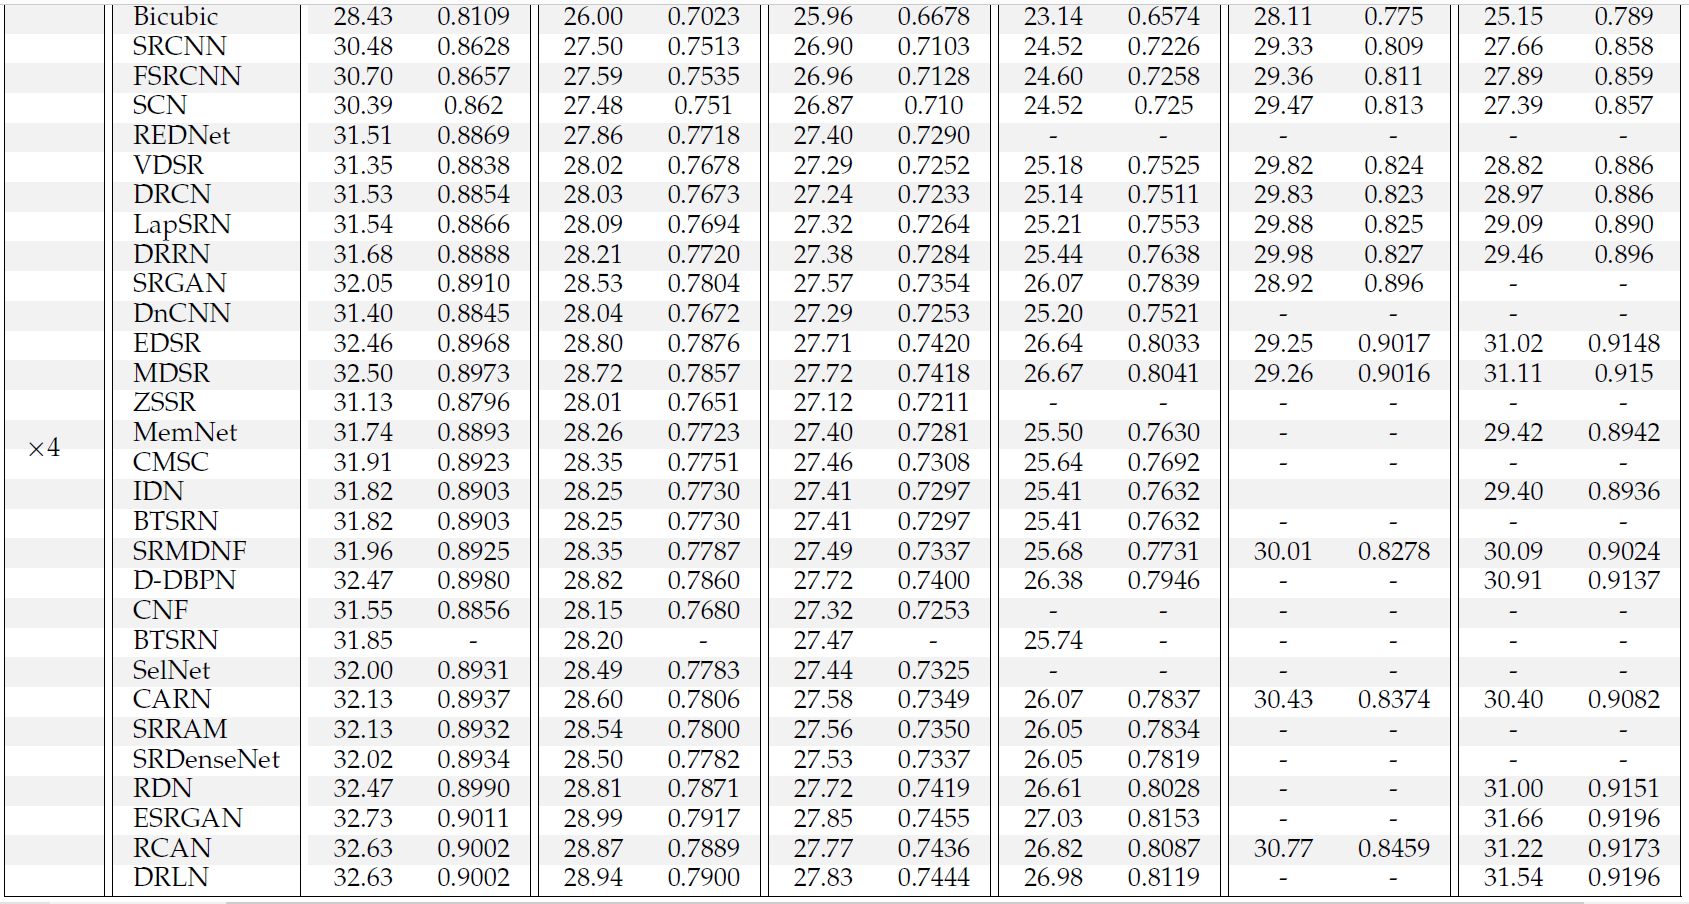 Bicubic 28.43 0.8109 26.00 0.7023 25.96 0.6678 23.14 0.6574 28.11 0.775 25.15 0.789
SRCNN 30.48 0.8628 27.50 0.7513 26.90 0.7103 24.52 0.7226 29.33 0.809 27.66 0.858
FSRCNN 30.70 0.8657 27.59 0.7535 26.96 0.7128 24.60 0.7258 29.36 0.811 27.89 0.859
SCN 30.39 0.862 27.48 0.751 26.87 0.710 24.52 0.725 29.47 0.813 27.39 0.857
REDNet 31.51 0.8869 27.86 0.7718 27.40 0.7290 - - - - - -
VDSR 31.35 0.8838 28.02 0.7678 27.29 0.7252 25.18 0.7525 29.82 0.824 28.82 0.886
DRCN 31.53 0.8854 28.03 0.7673 27.24 0.7233 25.14 0.7511 29.83 0.823 28.97 0.886
LapSRN 31.54 0.8866 28.09 0.7694 27.32 0.7264 25.21 0.7553 29.88 0.825 29.09 0.890
DRRN 31.68 0.8888 28.21 0.7720 27.38 0.7284 25.44 0.7638 29.98 0.827 29.46 0.896
SRGAN 32.05 0.8910 28.53 0.7804 27.57 0.7354 26.07 0.7839 28.92 0.896 - -
DnCNN 31.40 0.8845 28.04 0.7672 27.29 0.7253 25.20 0.7521 - - - -
EDSR 32.46 0.8968 28.80 0.7876 27.71 0.7420 26.64 0.8033 29.25 0.9017 31.02 0.9148
MDSR 32.50 0.8973 28.72 0.7857 27.72 0.7418 26.67 0.8041 29.26 0.9016 31.11 0.915
ZSSR 31.13 0.8796 28.01 0.7651 27.12 0.7211 - - - - - -
MemNet 31.74 0.8893 28.26 0.7723 27.40 0.7281 25.50 0.7630 - - 29.42 0.8942
×4
CMSC 31.91 0.8923 28.35 0.7751 27.46 0.7308 25.64 0.7692 - - - -
IDN 31.82 0.8903 28.25 0.7730 27.41 0.7297 25.41 0.7632 29.40 0.8936
BTSRN 31.82 0.8903 28.25 0.7730 27.41 0.7297 25.41 0.7632 - - - -
SRMDNF 31.96 0.8925 28.35 0.7787 27.49 0.7337 25.68 0.7731 30.01 0.8278 30.09 0.9024
D-DBPN 32.47 0.8980 28.82 0.7860 27.72 0.7400 26.38 0.7946 - - 30.91 0.9137
CNF 31.55 0.8856 28.15 0.7680 27.32 0.7253 - - - - - -
BTSRN 31.85 - 28.20 - 27.47 - 25.74 - - - - -
SelNet 32.00 0.8931 28.49 0.7783 27.44 0.7325 - - - - - -
CARN 32.13 0.8937 28.60 0.7806 27.58 0.7349 26.07 0.7837 30.43 0.8374 30.40 0.9082
SRRAM 32.13 0.8932 28.54 0.7800 27.56 0.7350 26.05 0.7834 - - - -
SRDenseNet 32.02 0.8934 28.50 0.7782 27.53 0.7337 26.05 0.7819 - - - -
RDN 32.47 0.8990 28.81 0.7871 27.72 0.7419 26.61 0.8028 - - 31.00 0.9151
ESRGAN 32.73 0.9011 28.99 0.7917 27.85 0.7455 27.03 0.8153 - - 31.66 0.9196
RCAN 32.63 0.9002 28.87 0.7889 27.77 0.7436 26.82 0.8087 30.77 0.8459 31.22 0.9173
DRLN 32.63 0.9002 28.94 0.7900 27.83 0.7444 26.98 0.8119 - - 31.54 0.9196